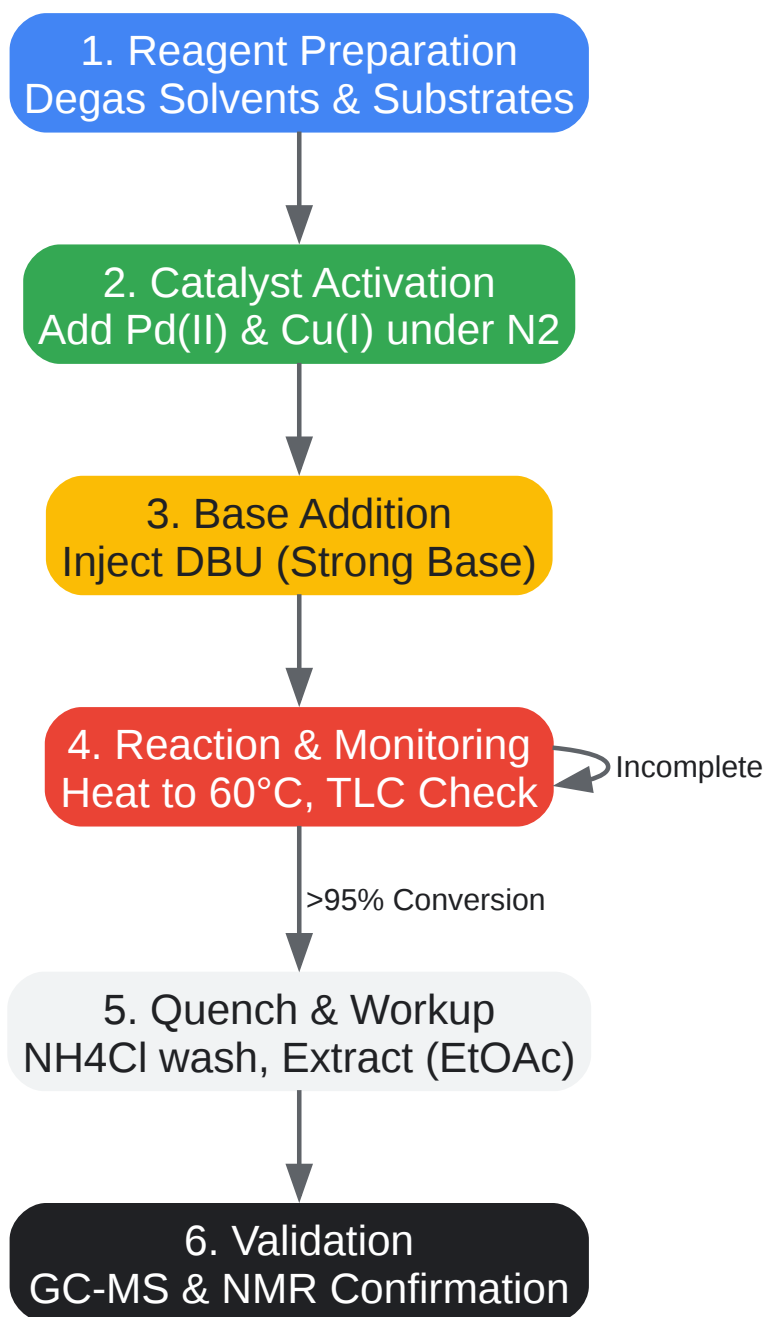 1. Reagent Preparation
Degas Solvents & Substrates
2. Catalyst Activation
Add Pd(II) & Cu(I) under N2
3. Base Addition
Inject DBU (Strong Base)
4. Reaction & Monitoring
Heat to 60°C, TLC Check
Incomplete
>95% Conversion
5. Quench & Workup
NH4Cl wash, Extract (EtOAc)
6. Validation
GC-MS & NMR Confirmation